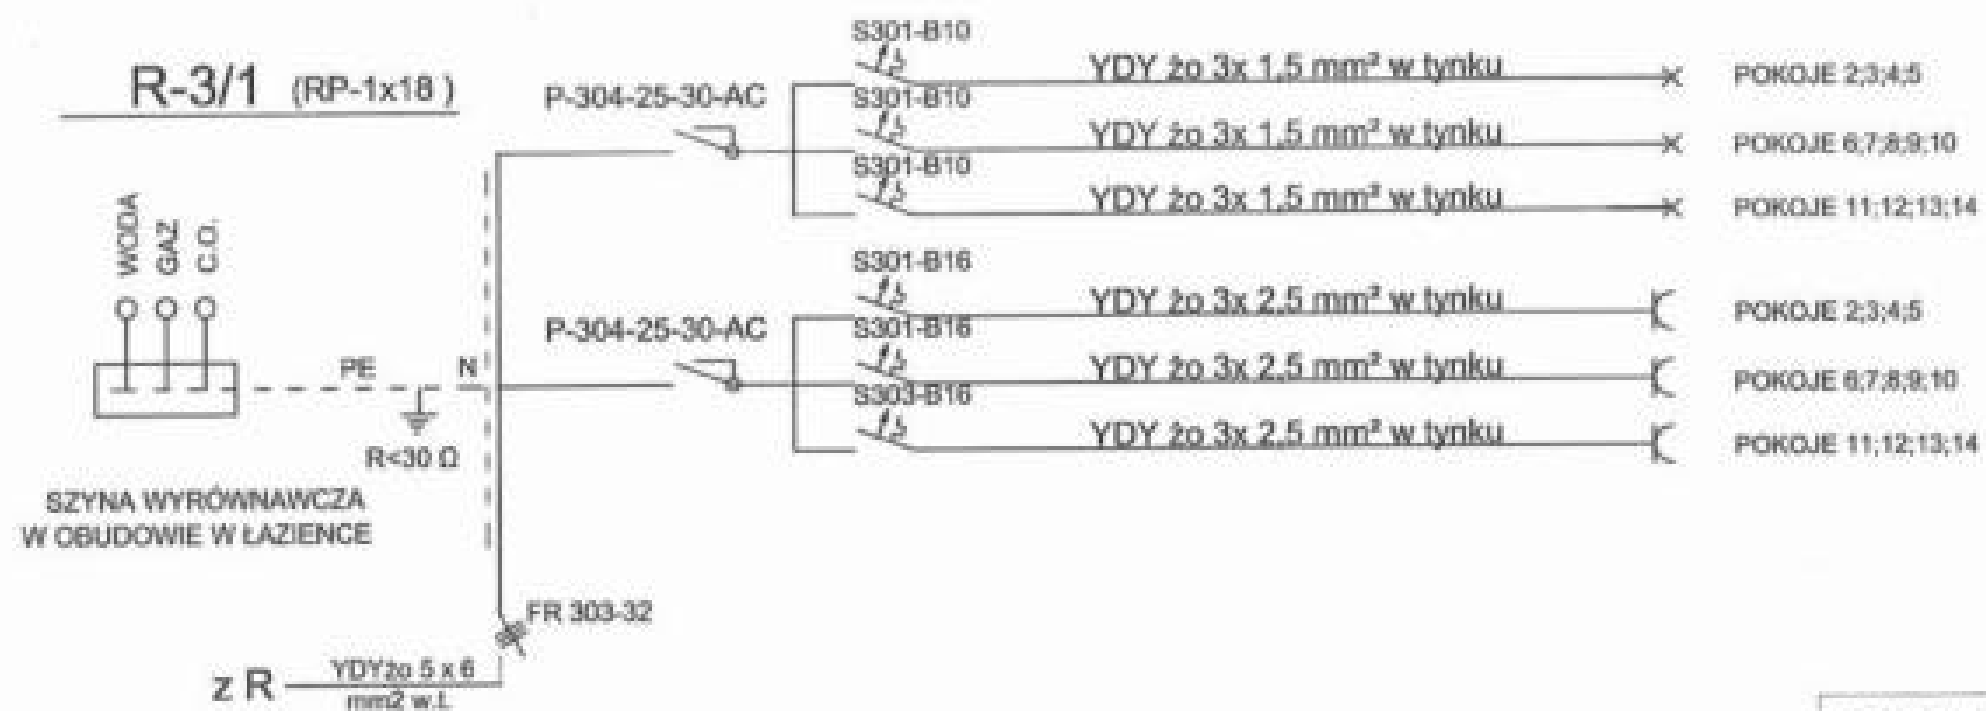 R-3/1 (RP-1x18)
P-304-25-30-AC
S301-B10
YDY żo 3x 1,5 mm² w tynku
POKOJE 2;3;4;5
S301-B10
YDY żo 3x 1,5 mm² w tynku
POKOJE 6;7;8;9;10
S301-B10
YDY żo 3x 1,5 mm² w tynku
POKOJE 11;12;13;14
WODA
GAZ
C.O.
PE
N
R<30 Ω
SZYNA WYRÓWNAWCZA
W OBUDOWIE W ŁAZIENCE
P-304-25-30-AC
S301-B16
YDY żo 3x 2,5 mm² w tynku
POKOJE 2;3;4;5
S301-B16
YDY żo 3x 2,5 mm² w tynku
POKOJE 6;7;8;9;10
S303-B16
YDY żo 3x 2,5 mm² w tynku
POKOJE 11;12;13;14
FR 303-32
z R
YDYżo 5 x 6
mm2 w.t.